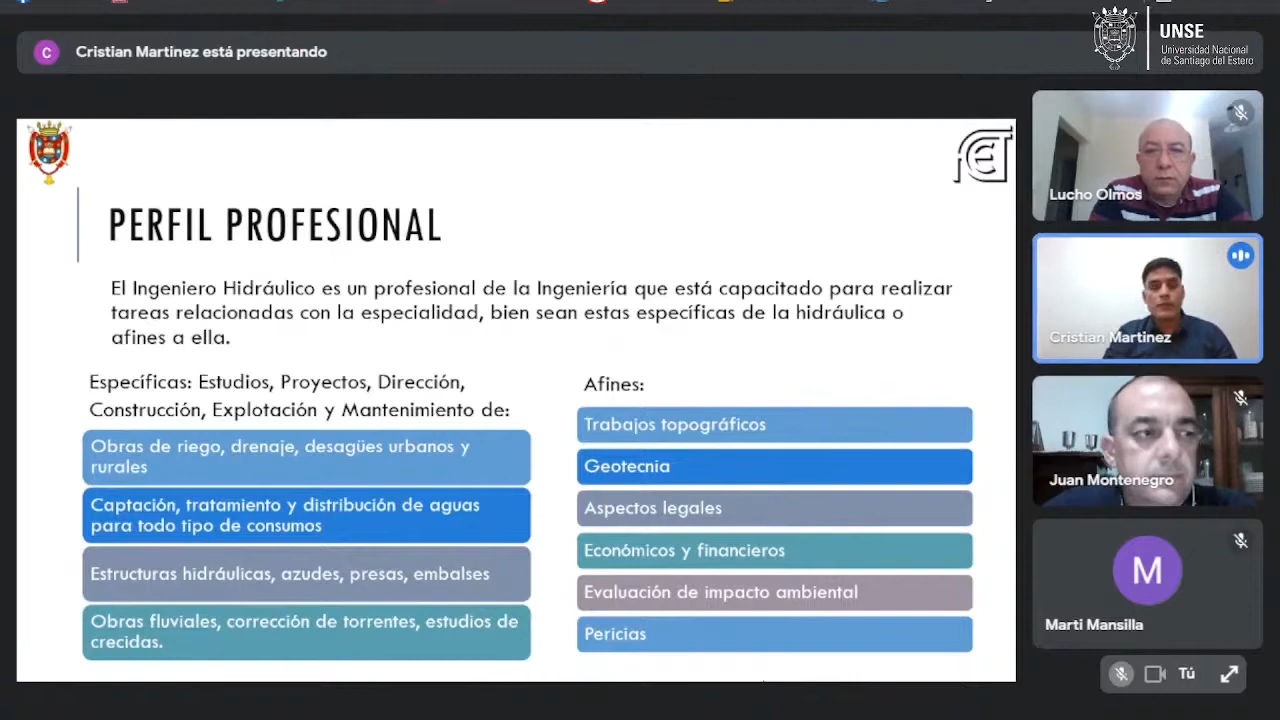 C
Cristian Martinez está presentando
UNSE
Universidad Nacional
de Santiago del Estero
PERFIL PROFESIONAL
El Ingeniero Hidráulico es un profesional de la Ingeniería que está capacitado para realizar
tareas relacionadas con la especialidad, bien sean estas específicas de la hidráulica o
afines a ella.
Específicas: Estudios, Proyectos, Dirección,
Construcción, Explotación y Mantenimiento de:
Obras de riego, drenaje, desagües urbanos y
rurales
Captación, tratamiento y distribución de aguas
para todo tipo de consumos
Estructuras hidráulicas, azudes, presas, embalses
Obras fluviales, corrección de torrentes, estudios de
crecidas.
Afines:
Trabajos topográficos
Geotecnia
Aspectos legales
Económicos y financieros
Evaluación de impacto ambiental
Pericias
Lucho Olmos
Cristian Martinez
Juan Montenegro
M
Marti Mansilla
Tú